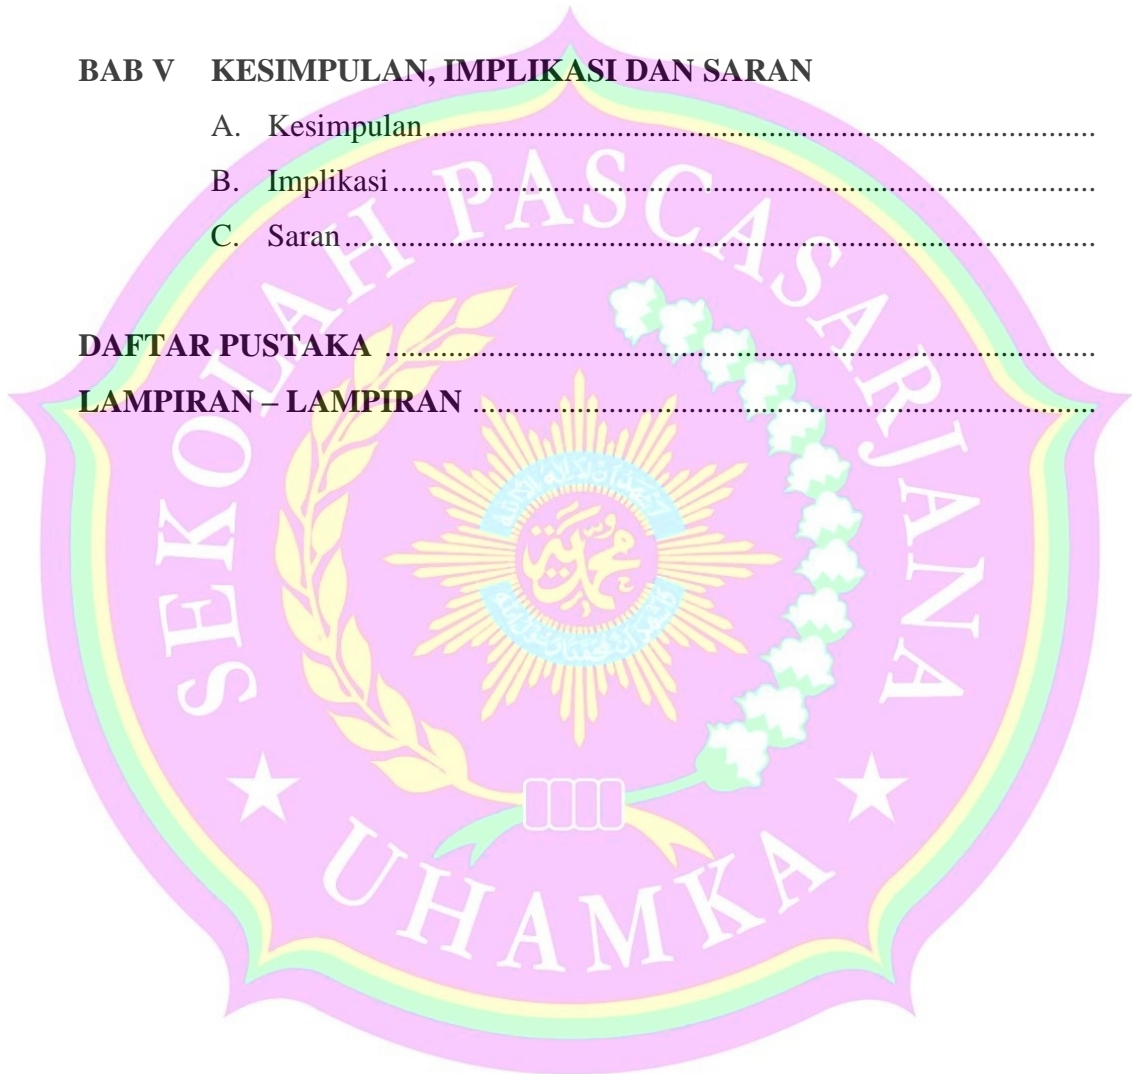 BAB V KESIMPULAN, IMPLIKASI DAN SARAN
A. Kesimpulan..........................................................................................
B. Implikasi..............................................................................................
C. Saran....................................................................................................
DAFTAR PUSTAKA ...............................................................................................
LAMPIRAN – LAMPIRAN ...................................................................................
SEKOLAH PASCASARJANA
UHAMKA